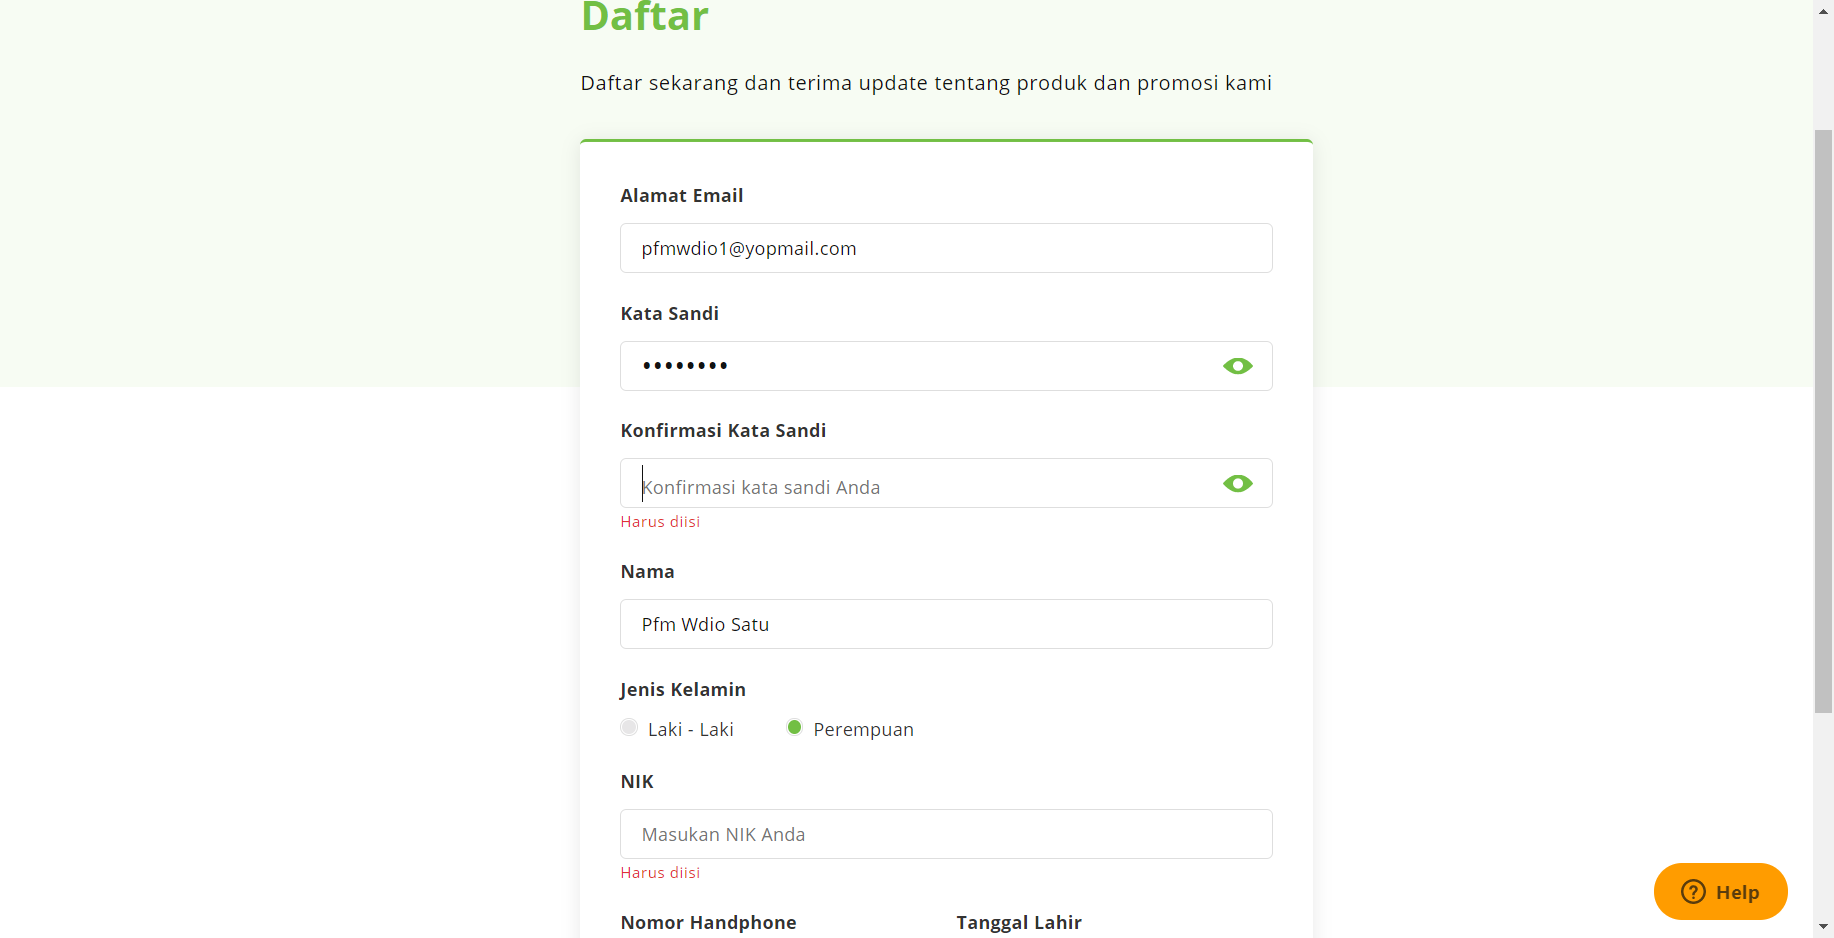 Daftar
Daftar sekarang dan terima update tentang produk dan promosi kami
Alamat Email
pfmwdio1@yopmail.com
Kata Sandi
••••••••
Konfirmasi Kata Sandi
Konfirmasi kata sandi Anda
Harus diisi
Nama
Pfm Wdio Satu
Jenis Kelamin
Laki - Laki Perempuan
NIK
Masukan NIK Anda
Harus diisi
Nomor Handphone Tanggal Lahir
? Help